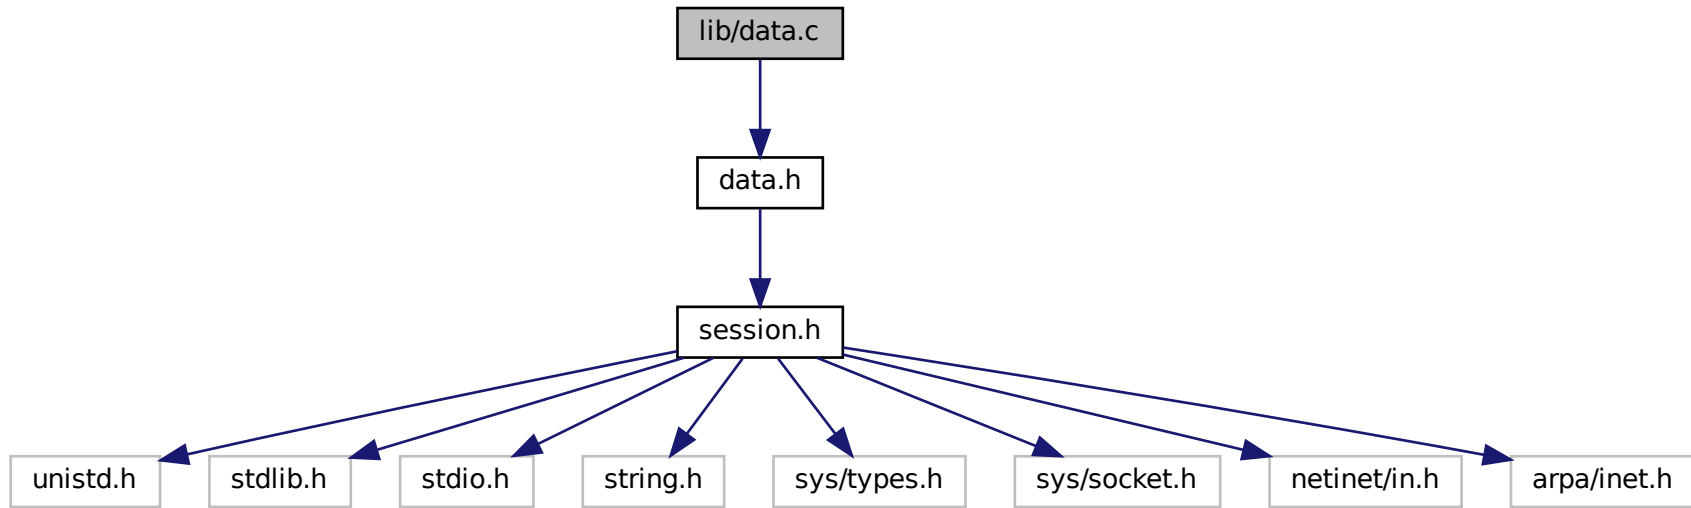 lib/data.c
data.h
session.h
unistd.h
stdlib.h
stdio.h
string.h
sys/types.h
sys/socket.h
netinet/in.h
arpa/inet.h